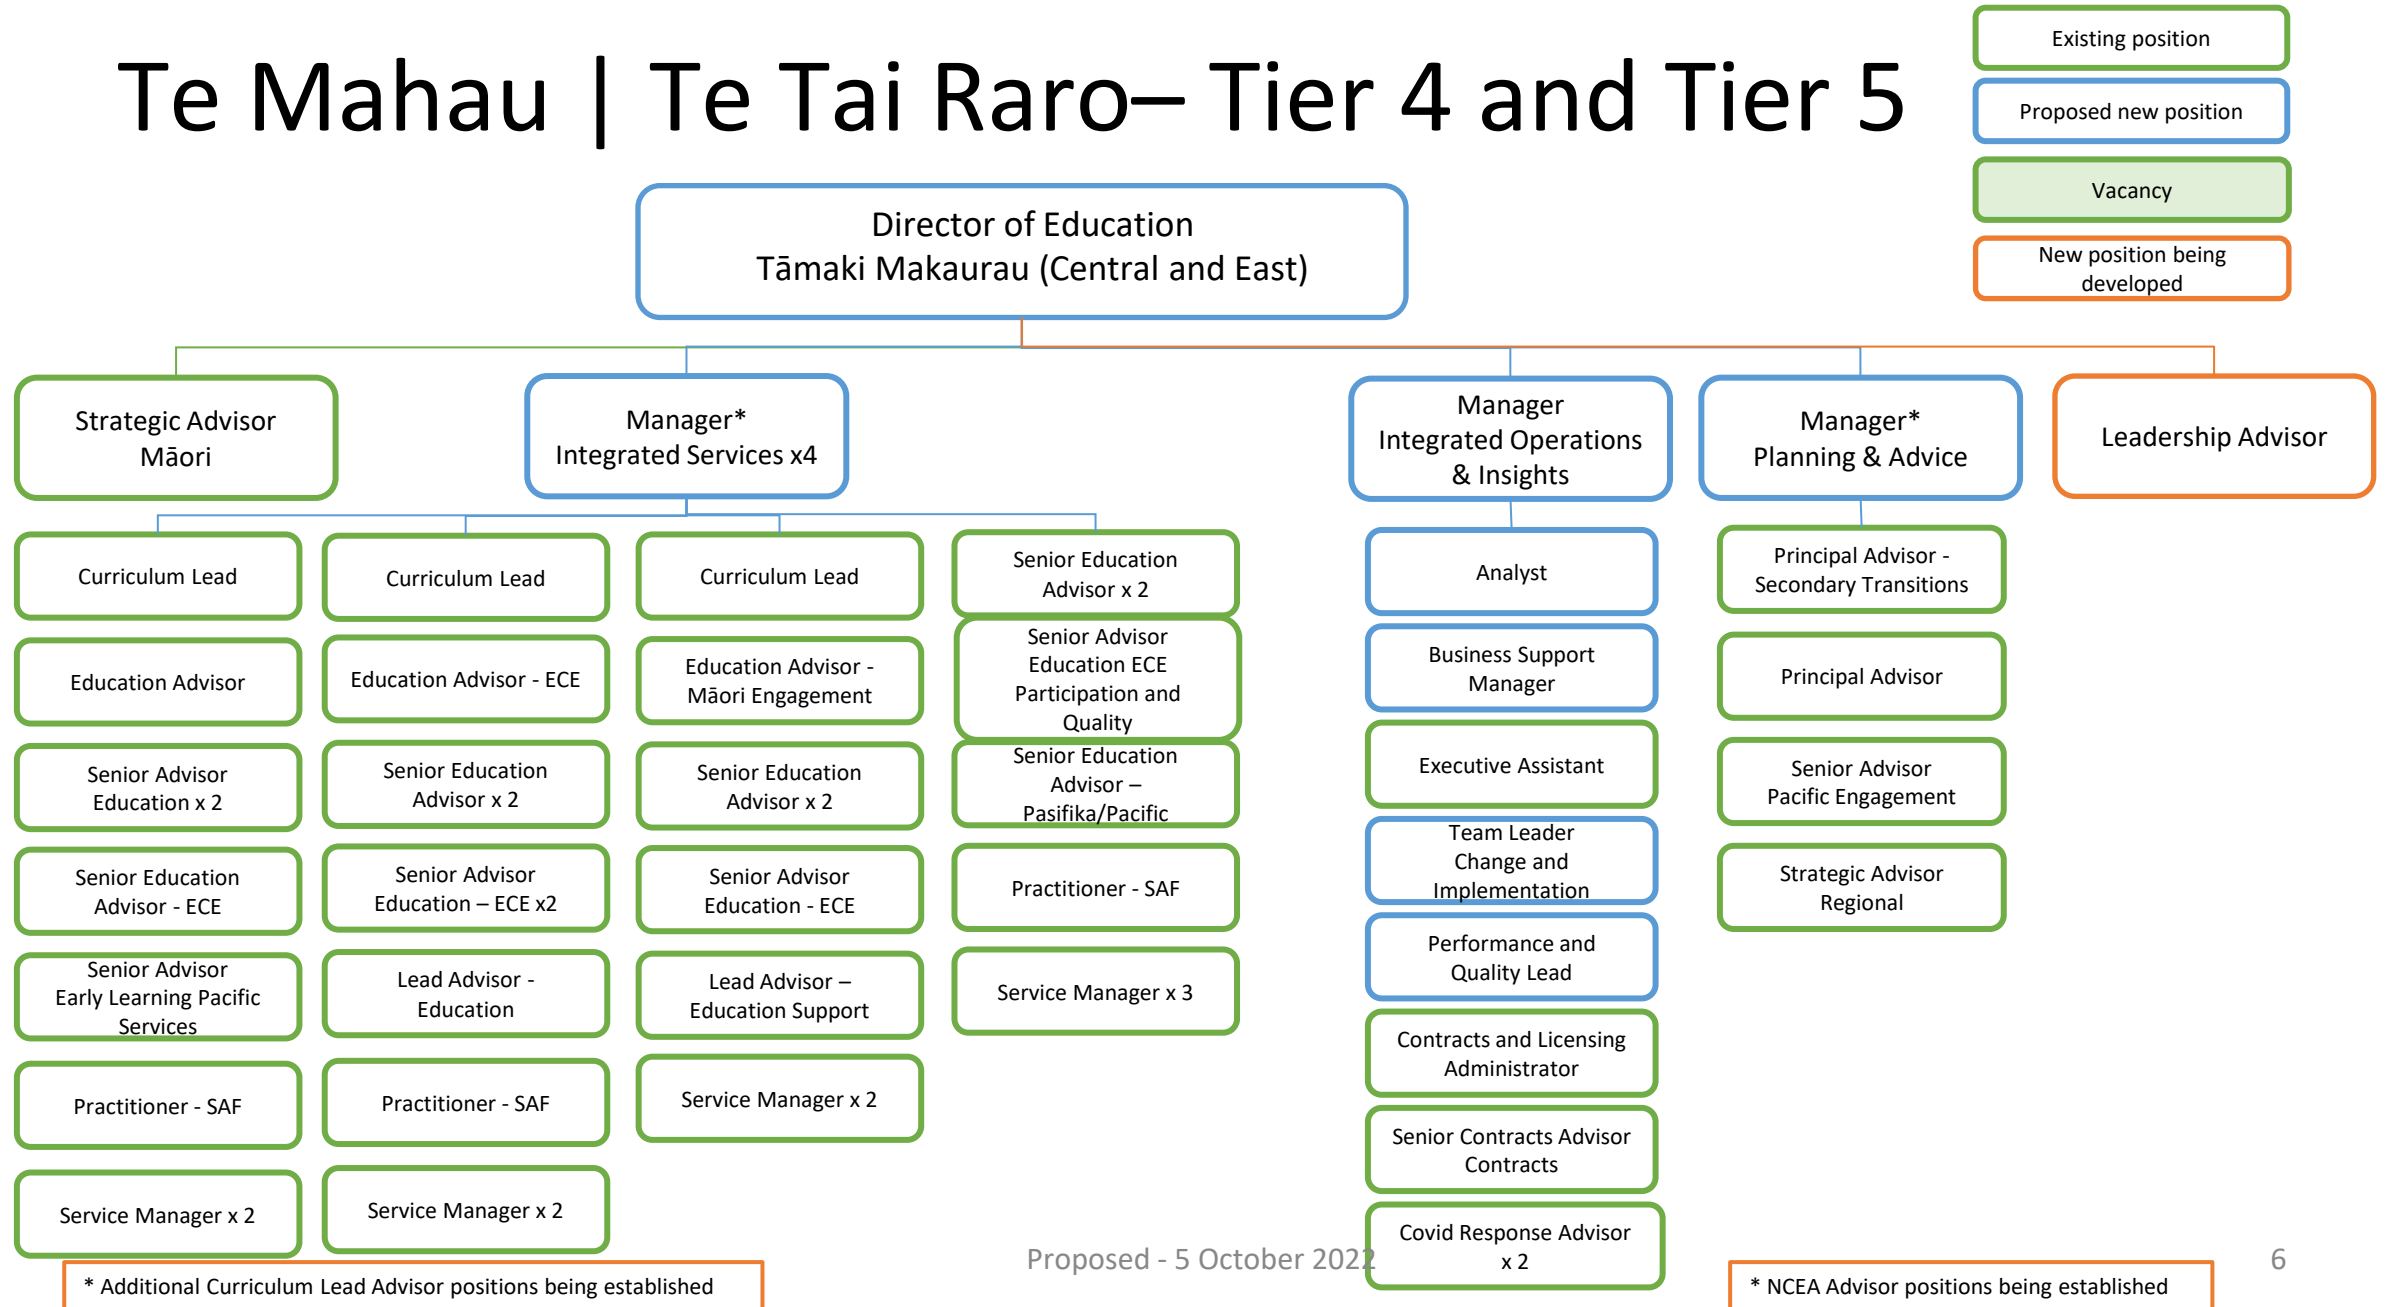 Te Mahau | Te Tai Raro– Tier 4 and Tier 5
Existing position
Proposed new position
Vacancy
New position being
developed
Director of Education
Tāmaki Makaurau (Central and East)
Strategic Advisor
Māori
Manager*
Integrated Services x4
Manager
Integrated Operations
& Insights
Manager*
Planning & Advice
Leadership Advisor
Curriculum Lead
Education Advisor
Senior Advisor
Education x 2
Senior Education
Advisor - ECE
Senior Advisor
Early Learning Pacific
Services
Practitioner - SAF
Service Manager x 2
Curriculum Lead
Education Advisor - ECE
Senior Education
Advisor x 2
Senior Advisor
Education – ECE x2
Lead Advisor -
Education
Practitioner - SAF
Service Manager x 2
Curriculum Lead
Education Advisor -
Māori Engagement
Senior Education
Advisor x 2
Senior Advisor
Education - ECE
Lead Advisor –
Education Support
Service Manager x 2
Senior Education
Advisor x 2
Senior Advisor
Education ECE
Participation and
Quality
Senior Education
Advisor –
Pasifika/Pacific
Practitioner - SAF
Service Manager x 3
Analyst
Business Support
Manager
Executive Assistant
Team Leader
Change and
Implementation
Performance and
Quality Lead
Contracts and Licensing
Administrator
Senior Contracts Advisor
Contracts
Covid Response Advisor
x 2
Principal Advisor -
Secondary Transitions
Principal Advisor
Senior Advisor
Pacific Engagement
Strategic Advisor
Regional
* Additional Curriculum Lead Advisor positions being established
Proposed - 5 October 2022
* NCEA Advisor positions being established
6